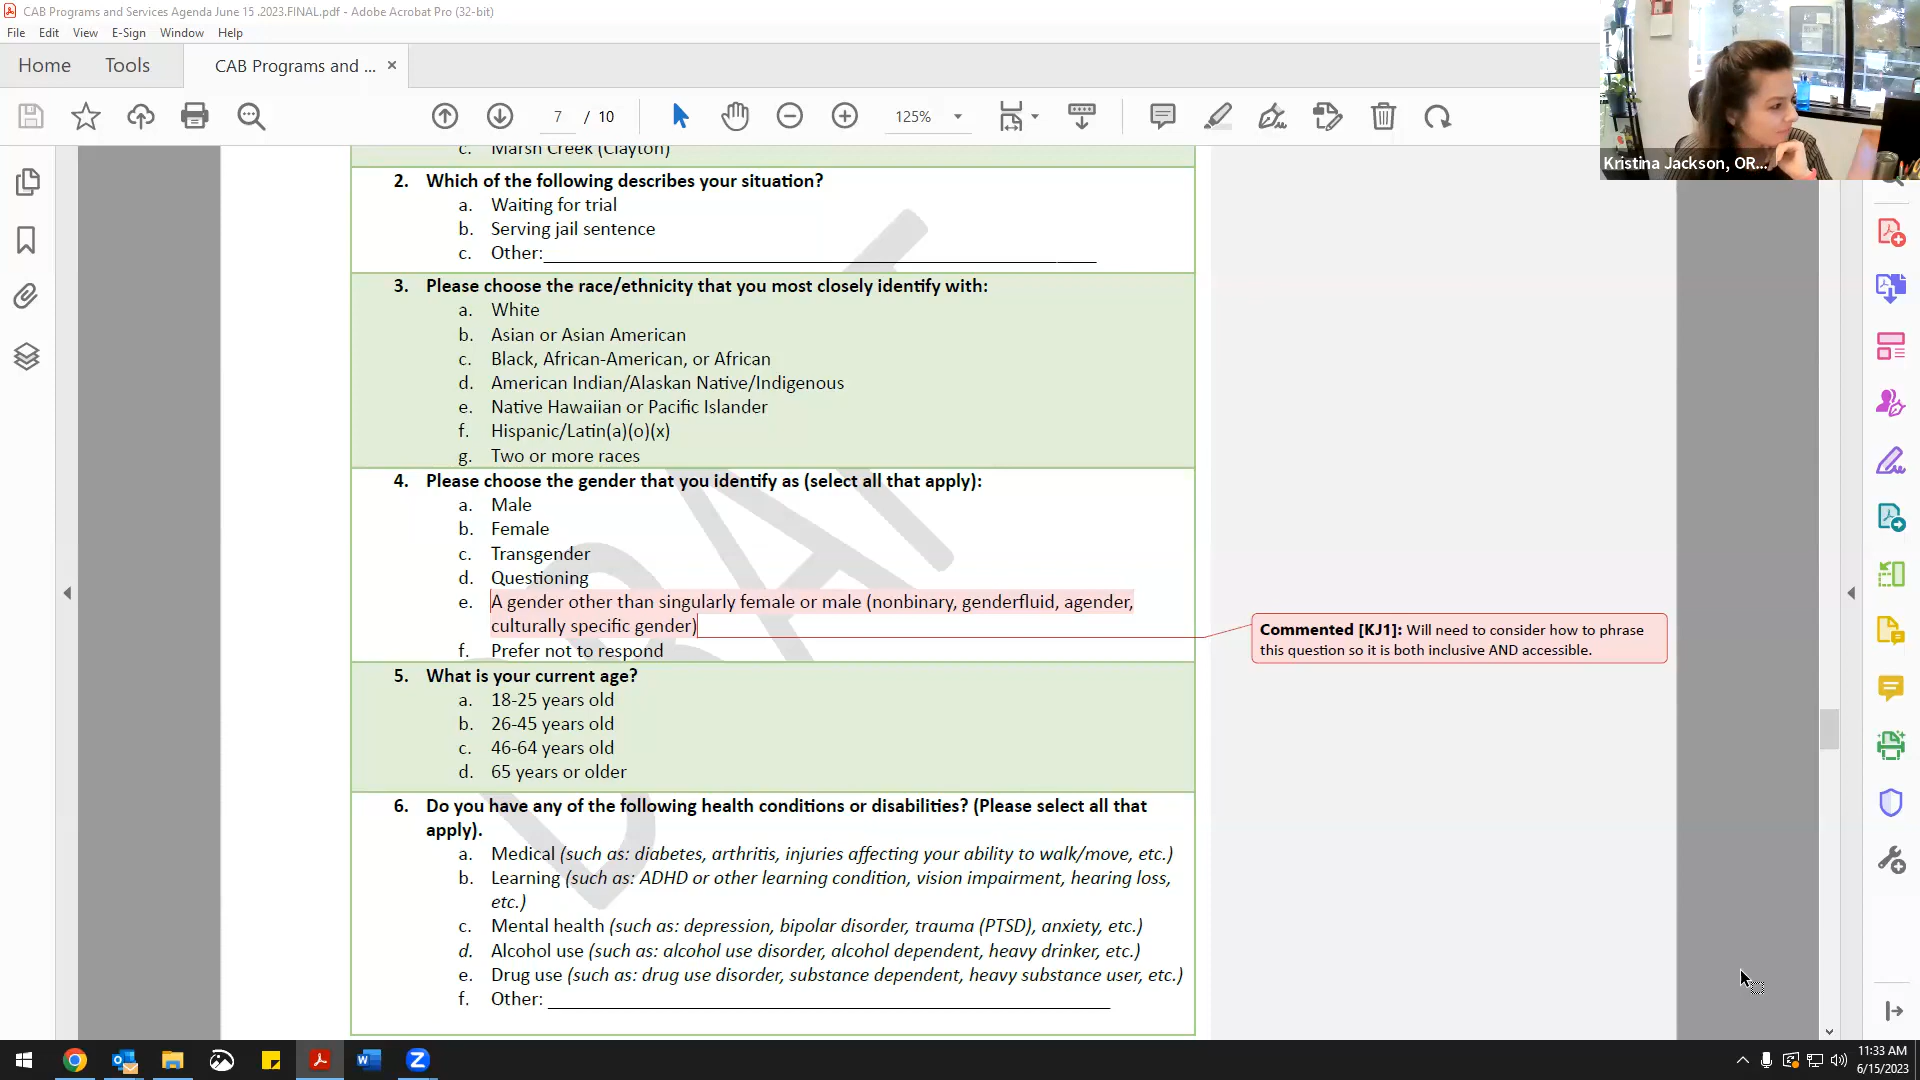 CAB Programs and Services Agenda June 15 .2023.FINAL.pdf - Adobe Acrobat Pro (32-bit)
File Edit View E-Sign Window Help
Home Tools CAB Programs and ... ×
7 / 10 125%
Kristina Jackson, OR...
c. Marsh Creek (Clayton)
2. Which of the following describes your situation?
a. Waiting for trial
b. Serving jail sentence
c. Other:
3. Please choose the race/ethnicity that you most closely identify with:
a. White
b. Asian or Asian American
c. Black, African-American, or African
d. American Indian/Alaskan Native/Indigenous
e. Native Hawaiian or Pacific Islander
f. Hispanic/Latin(a)(o)(x)
g. Two or more races
4. Please choose the gender that you identify as (select all that apply):
a. Male
b. Female
c. Transgender
d. Questioning
e. A gender other than singularly female or male (nonbinary, genderfluid, agender,
culturally specific gender)
f. Prefer not to respond
Commented [KJ1]: Will need to consider how to phrase
this question so it is both inclusive AND accessible.
5. What is your current age?
a. 18-25 years old
b. 26-45 years old
c. 46-64 years old
d. 65 years or older
6. Do you have any of the following health conditions or disabilities? (Please select all that
apply).
a. Medical (such as: diabetes, arthritis, injuries affecting your ability to walk/move, etc.)
b. Learning (such as: ADHD or other learning condition, vision impairment, hearing loss,
etc.)
c. Mental health (such as: depression, bipolar disorder, trauma (PTSD), anxiety, etc.)
d. Alcohol use (such as: alcohol use disorder, alcohol dependent, heavy drinker, etc.)
e. Drug use (such as: drug use disorder, substance dependent, heavy substance user, etc.)
f. Other:
DRAFT
11:33 AM
6/15/2023